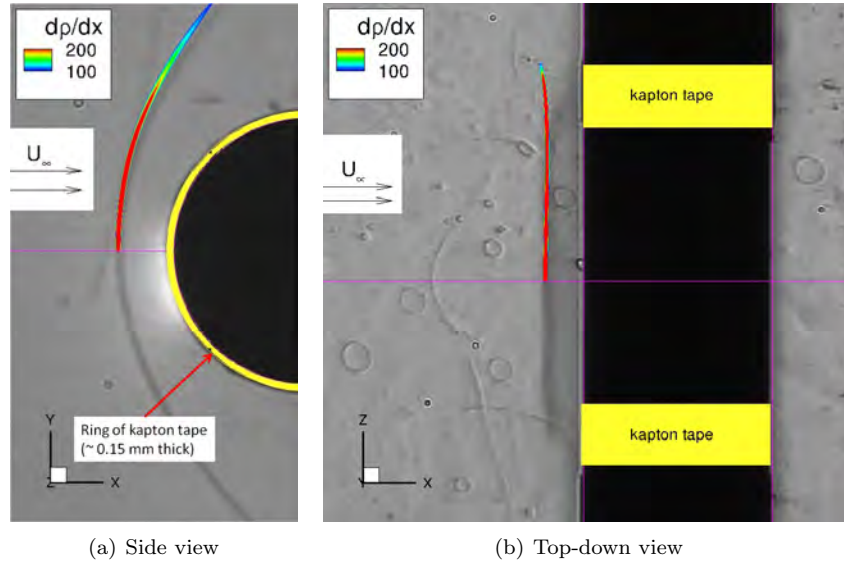 dρ/dx
200
100
U∞
Ring of kapton tape
(~ 0.15 mm thick)
Y
Z
X
(a) Side view
dρ/dx
200
100
U∞
kapton tape
kapton tape
Z
Y
X
(b) Top-down view